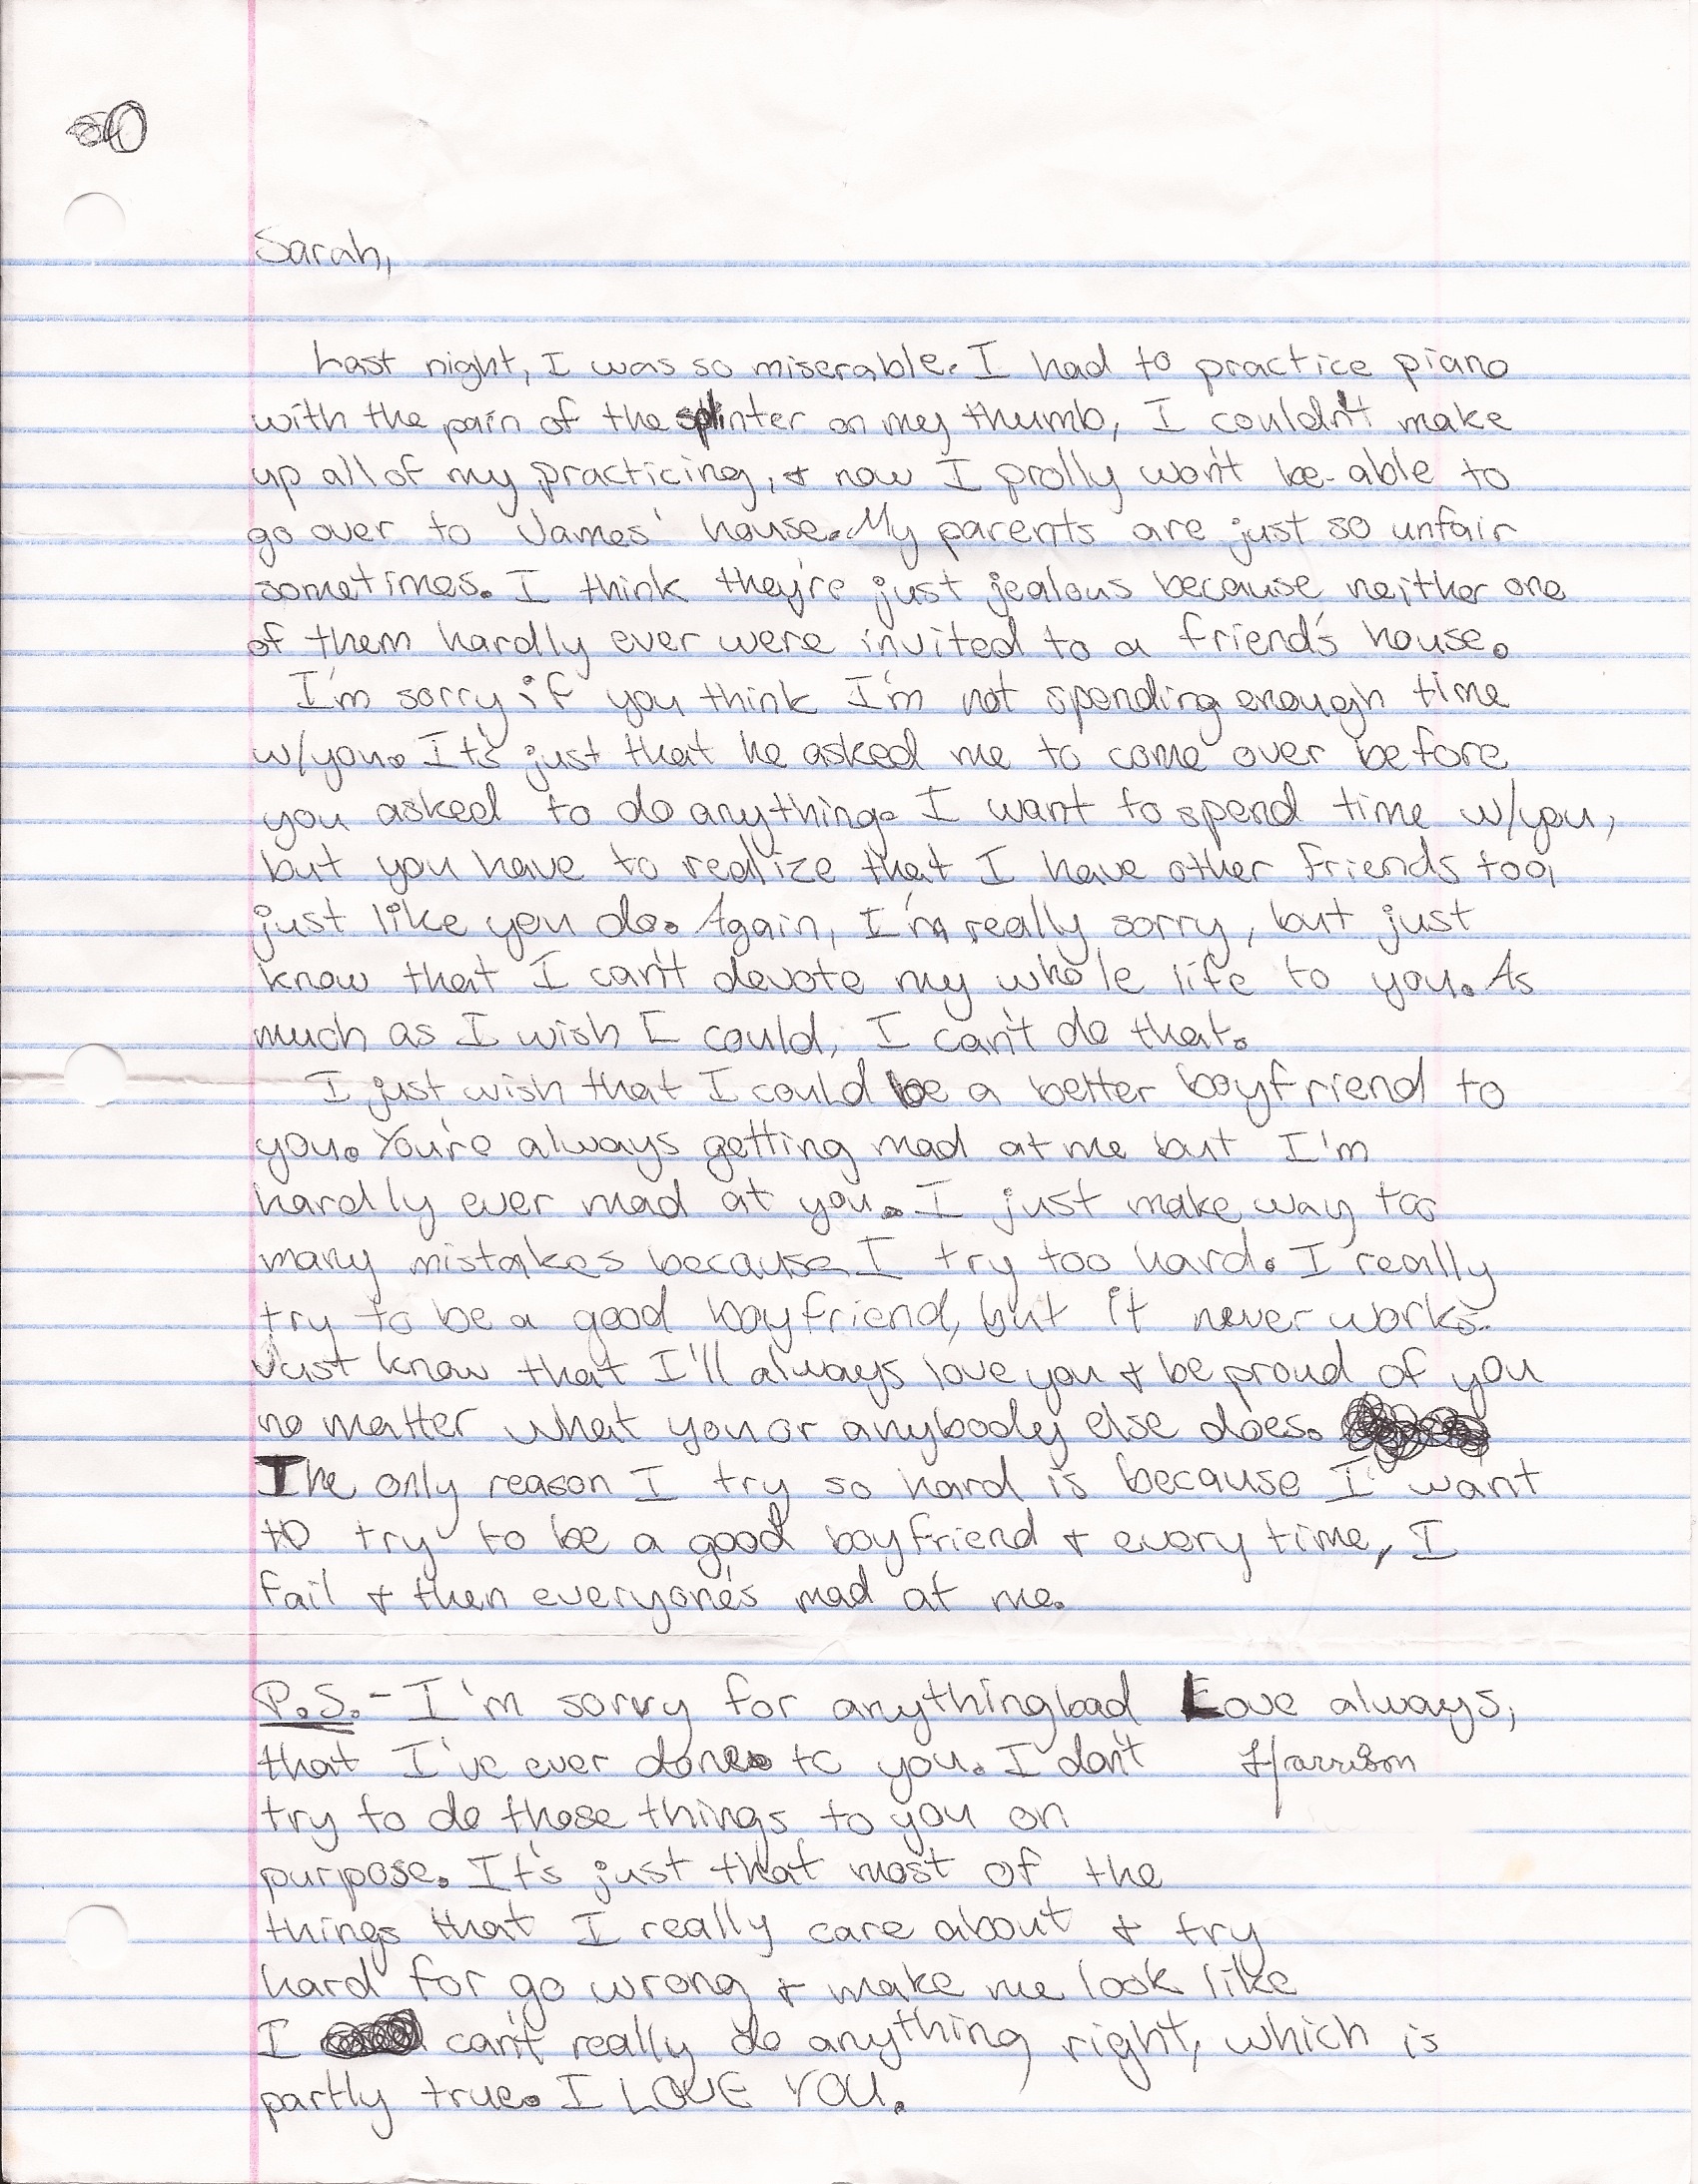 Sarah,
Last night, I was so miserable. I had to practice piano
with the pain of the splinter on my thumb, I couldn't make
up all of my practicing, & now I prolly won't be able to
go over to James' house. My parents are just so unfair
sometimes. I think they're just jealous because neither one
of them hardly ever were invited to a friend's house.
I'm sorry if you think I'm not spending enough time
w/you. It's just that he asked me to come over before
you asked to do anything. I want to spend time w/you,
but you have to realize that I have other friends too,
just like you do. Again, I'm really sorry, but just
know that I can't devote my whole life to you. As
much as I wish I could, I can't do that.
I just wish that I could be a better boyfriend to
you. You're always getting mad at me but I'm
hardly ever mad at you. I just make way too
many mistakes because I try too hard. I really
try to be a good boyfriend, but it never works.
Just know that I'll always love you & be proud of you
no matter what you or anybody else does.
The only reason I try so hard is because I want
to try to be a good boyfriend & every time, I
fail & then everyone's mad at me.
P.S. - I'm sorry for anything bad Love always,
that I've ever done to you. I don't Harrison
try to do those things to you on
purpose. It's just that most of the
things that I really care about & try
hard for go wrong & make me look like
I can't really do anything right, which is
partly true. I LOVE YOU.